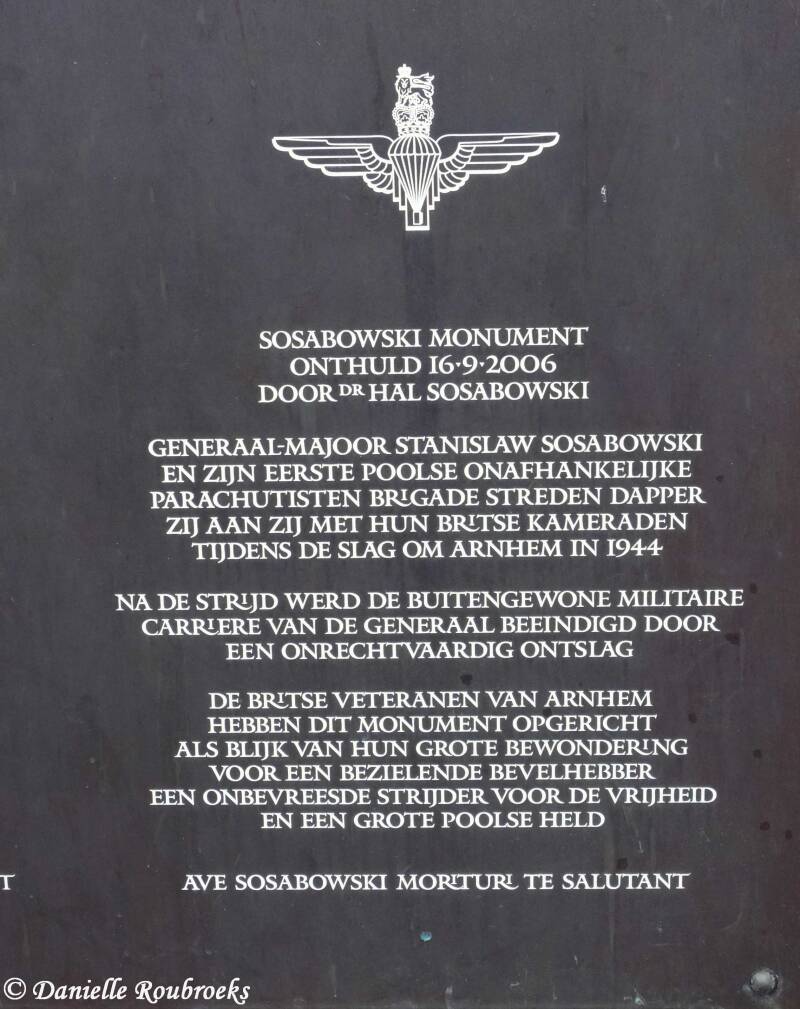 SOSABOWSKI MONUMENT
ONTHULD 16·9·2006
DOOR DR HAL SOSABOWSKI
GENERAAL-MAJOOR STANISLAW SOSABOWSKI
EN ZIJN EERSTE POOLSE ONAFHANKELIJKE
PARACHUTISTEN BRIGADE STREDEN DAPPER
ZIJ AAN ZIJ MET HUN BRITSE KAMERADEN
TIJDENS DE SLAG OM ARNHEM IN 1944
NA DE STRIJD WERD DE BUITENGEWONE MILITAIRE
CARRIERE VAN DE GENERAAL BEEINDIGD DOOR
EEN ONRECHTVAARDIG ONTSLAG
DE BRITSE VETERANEN VAN ARNHEM
HEBBEN DIT MONUMENT OPGERICHT
ALS BLIJK VAN HUN GROTE BEWONDERING
VOOR EEN BEZIELENDE BEVELHEBBER
EEN ONBEVREESDE STRIJDER VOOR DE VRIJHEID
EN EEN GROTE POOLSE HELD
T
AVE SOSABOWSKI MORITURI TE SALUTANT
© Danielle Roubroeks